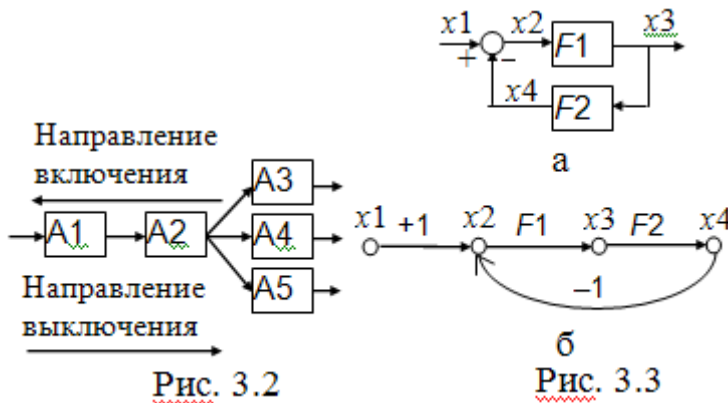 x1 x2 F1 x3
+ −
x4 F2
а
Направление
включения
A3
A1 A2 A4
A5
Направление
выключения
Рис. 3.2
x1 +1 x2 F1 x3 F2 x4
−1
б
Рис. 3.3